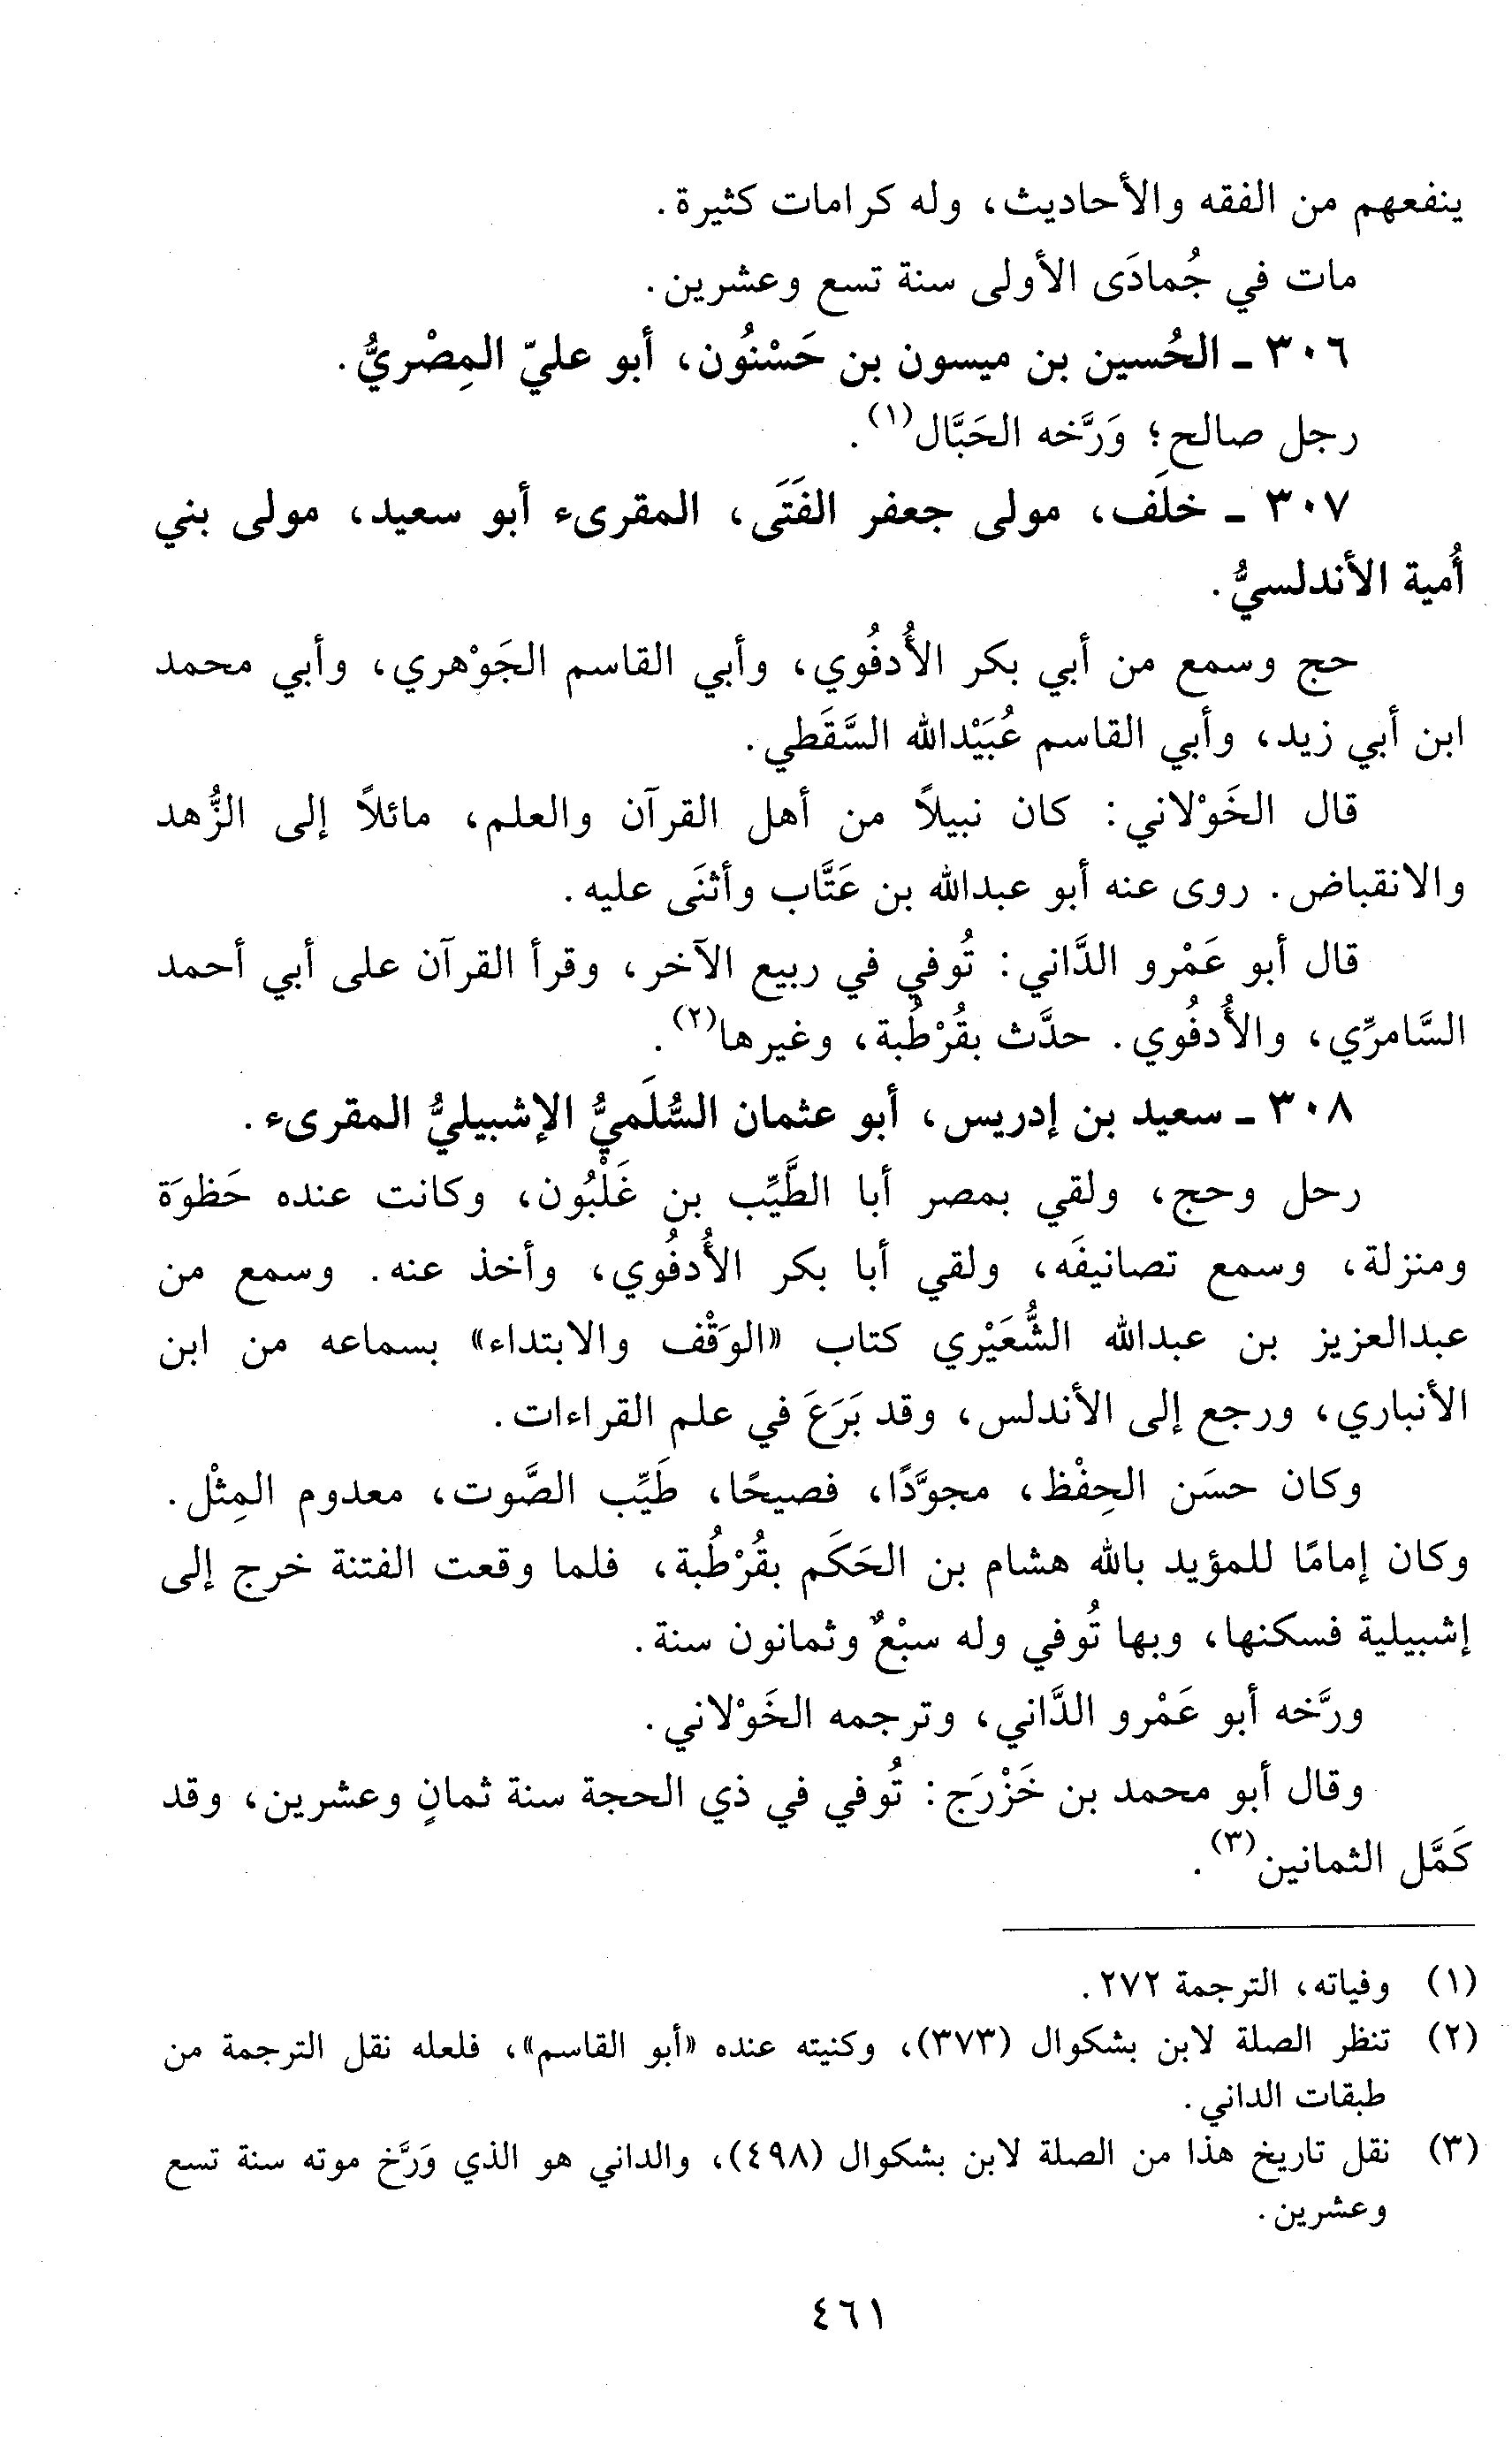 ينفعهم من الفقه والأحاديث، وله كرامات كثيرة.
مات في جُمادَى الأولى سنة تسع وعشرين.
٣٠٦ ـ الحُسين بن ميسون بن حَسْنُون، أبو عليّ المِصْريُّ.
رجل صالح؛ وَرَّخه الحَبَّال(١).
٣٠٧ ـ خلَف، مولى جعفر الفَتَى، المقرىء أبو سعيد، مولى بني
أُمية الأندلسيُّ.
حج وسمع من أبي بكر الأُدفُوي، وأبي القاسم الجَوْهري، وأبي محمد
ابن أبي زيد، وأبي القاسم عُبَيْدالله السَّقَطي.
قال الخَوْلاني: كان نبيلاً من أهل القرآن والعلم، مائلاً إلى الزُّهد
والانقباض. روى عنه أبو عبدالله بن عَتَّاب وأثنَى عليه.
قال أبو عَمْرو الدَّاني: تُوفي في ربيع الآخر، وقرأ القرآن على أبي أحمد
السَّامرِّي، والأُدفُوي. حدَّث بقُرْطُبة، وغيرها(٢).
٣٠٨ ـ سعيد بن إدريس، أبو عثمان السُّلَميُّ الإشبيليُّ المقرىء.
رحل وحج، ولقي بمصر أبا الطَّيِّب بن غَلْبُون، وكانت عنده حَظوَة
ومنزلة، وسمع تصانيفَه، ولقي أبا بكر الأُدفُوي، وأخذ عنه. وسمع من
عبدالعزيز بن عبدالله الشُّعَيْري كتاب «الوَقْف والابتداء» بسماعه من ابن
الأنباري، ورجع إلى الأندلس، وقد بَرَعَ في علم القراءات.
وكان حسَن الحِفْظ، مجوَّدًا، فصيحًا، طَيِّب الصَّوت، معدوم المِثْل.
وكان إمامًا للمؤيد بالله هشام بن الحَكَم بقُرْطُبة، فلما وقعت الفتنة خرج إلى
إشبيلية فسكنها، وبها تُوفي وله سبْعٌ وثمانون سنة.
ورَّخه أبو عَمْرو الدَّاني، وترجمه الخَوْلاني.
وقال أبو محمد بن خَزْرَج: تُوفي في ذي الحجة سنة ثمانٍ وعشرين، وقد
كَمَّل الثمانين(٣).
(١) وفياته، الترجمة ٢٧٢.
(٢) تنظر الصلة لابن بشكوال (٣٧٣)، وكنيته عنده «أبو القاسم»، فلعله نقل الترجمة من
طبقات الداني.
(٣) نقل تاريخ هذا من الصلة لابن بشكوال (٤٩٨)، والداني هو الذي وَرَّخ موته سنة تسع
وعشرين.
٤٦١